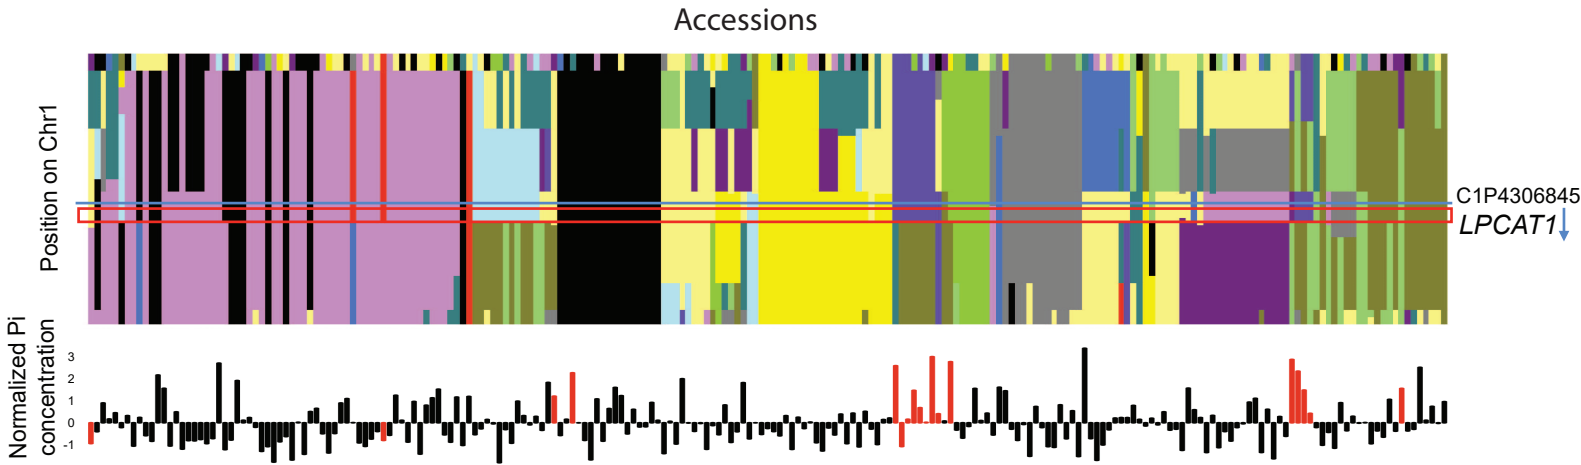 Accessions
Position on Chr1
C1P4306845
LPCAT1
Normalized Pi
concentration
3
2
1
0
-1